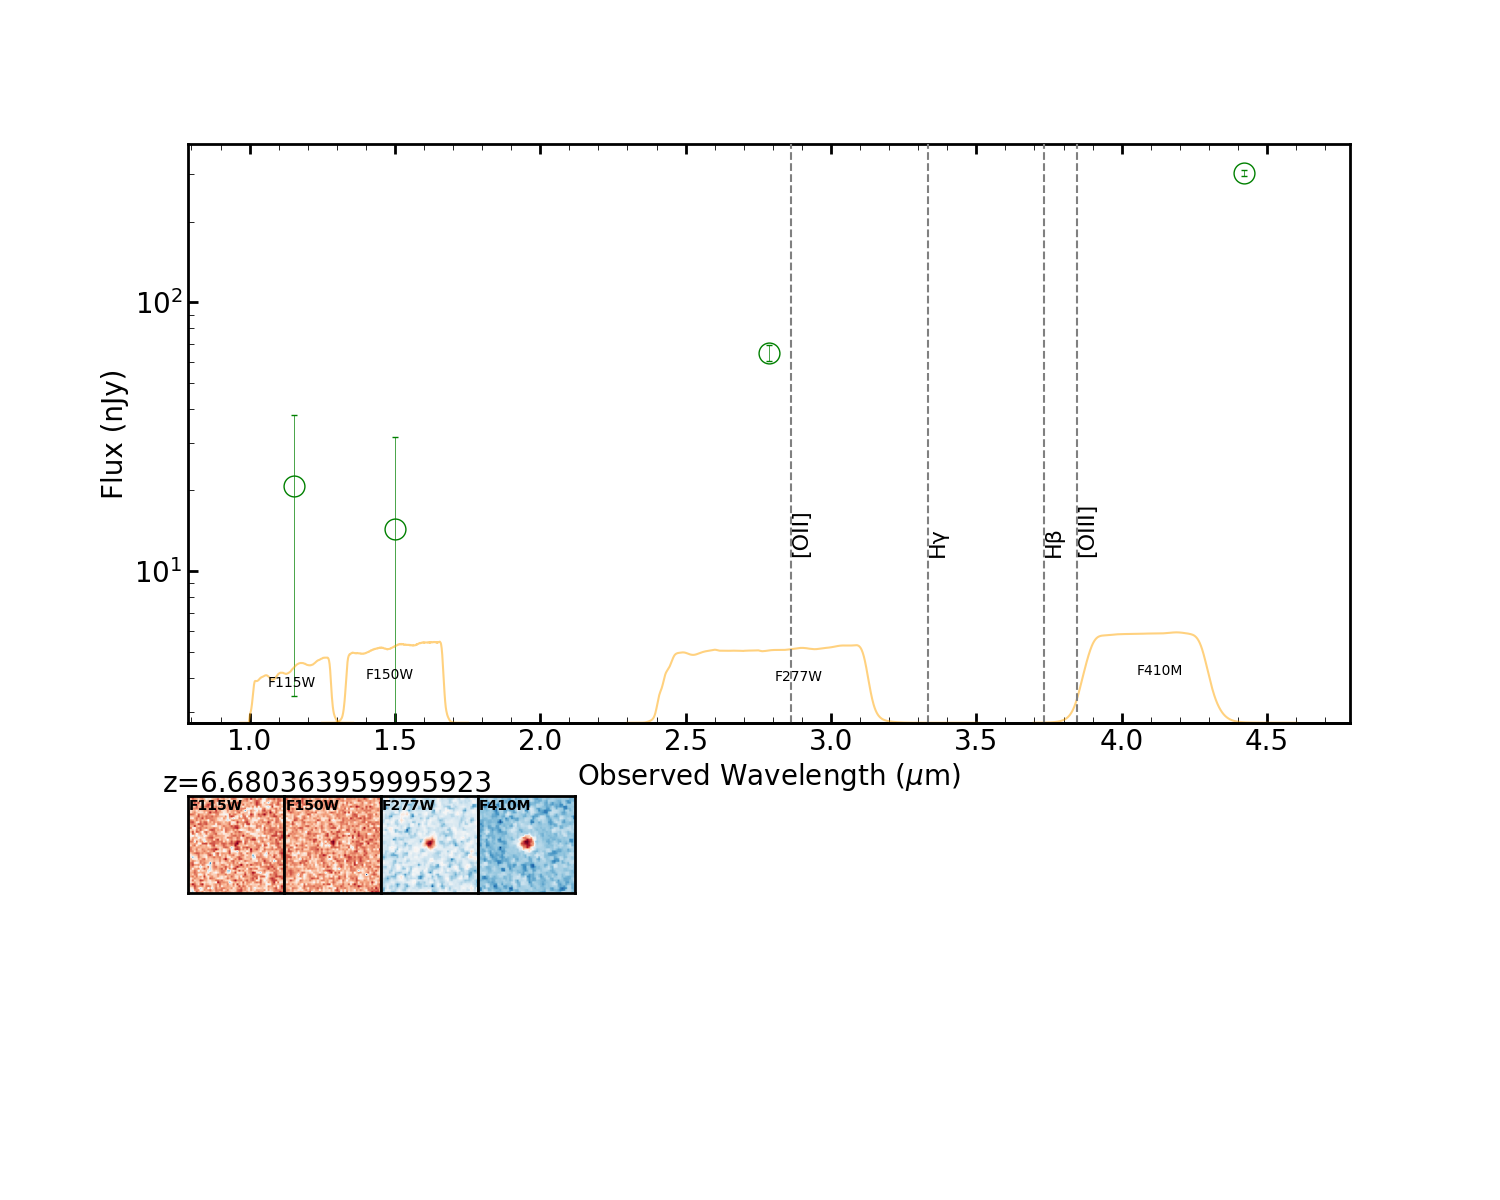 10²
10¹
Flux (nJy)
[OII]
Hγ
Hβ
[OIII]
F115W
F150W
F277W
F410M
1.0 1.5 2.0 2.5 3.0 3.5 4.0 4.5
Observed Wavelength (μm)
z=6.680363959995923
F115W F150W F277W F410M